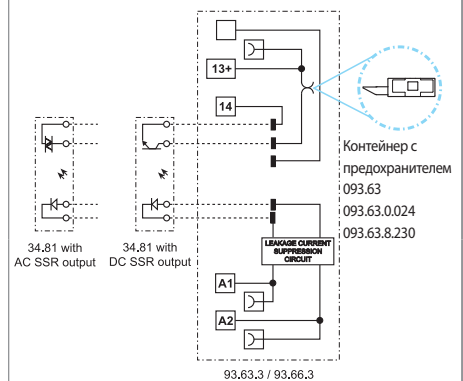 13+
14
Контейнер с
предохранителем
093.63
093.63.0.024
093.63.8.230
34.81 with
AC SSR output
34.81 with
DC SSR output
LEAKAGE CURRENT
SUPPRESSION
CIRCUIT
A1
A2
93.63.3 / 93.66.3